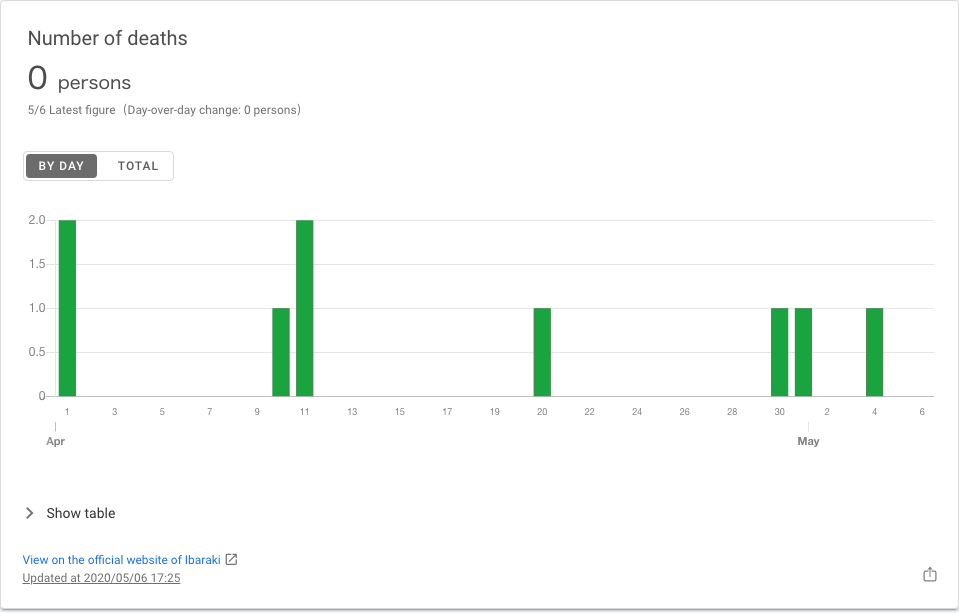 Number of deaths
0 persons
5/6 Latest figure（Day-over-day change: 0 persons）
BY DAY TOTAL
2.0
1.5
1.0
0.5
0
1 3 5 7 9 11 13 15 17 19 20 22 24 26 28 30 2 4 6
Apr May
Show table
View on the official website of Ibaraki
Updated at 2020/05/06 17:25